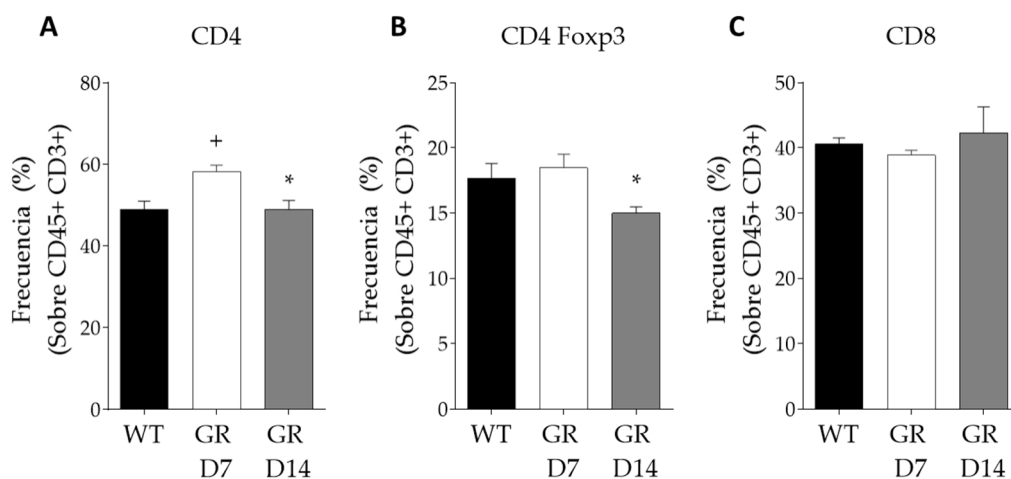 A
CD4
Frecuencia (%)
(Sobre CD45+ CD3+)
80
60
40
20
0
+
*
WT
GR
D7
GR
D14
B
CD4 Foxp3
Frecuencia (%)
(Sobre CD45+ CD3+)
25
20
15
10
5
0
*
WT
GR
D7
GR
D14
C
CD8
Frecuencia (%)
(Sobre CD45+ CD3+)
50
40
30
20
10
0
WT
GR
D7
GR
D14